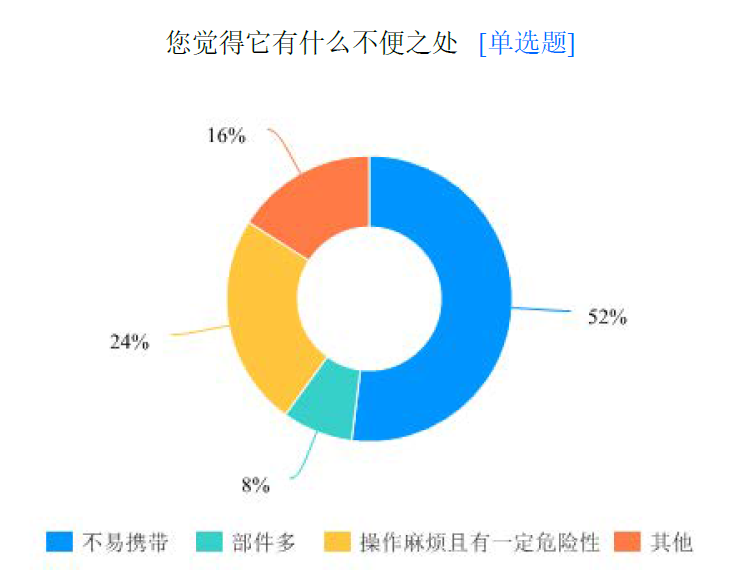 您觉得它有什么不便之处 [单选题]
16%
52%
24%
8%
不易携带 部件多 操作麻烦且有一定危险性 其他